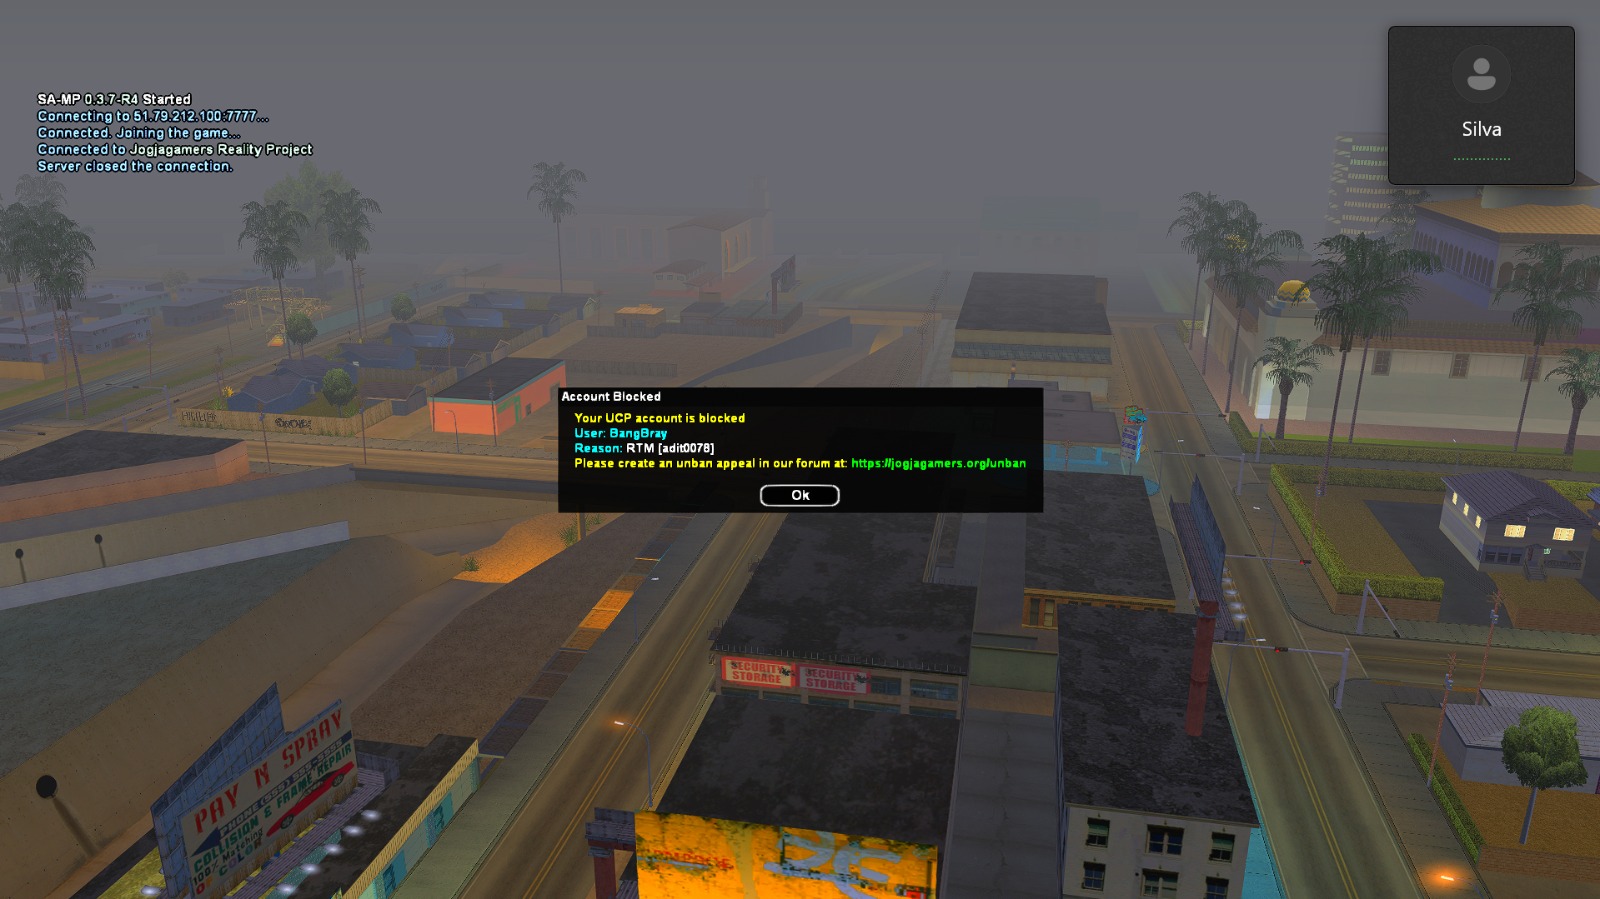 SA-MP 0.3.7-R4 Started
Connecting to 51.79.212.100:7777...
Connected. Joining the game...
Connected to Jogjagamers Reality Project
Server closed the connection.
Silva
Account Blocked
Your UCP account is blocked
User: BangBray
Reason: RTM [adit0078]
Please create an unban appeal in our forum at: https://jogjagamers.org/unban
Ok
SECURITY STORAGE
SECURITY STORAGE
PAY N SPRAY
COLLISION & FRAME REPAIR